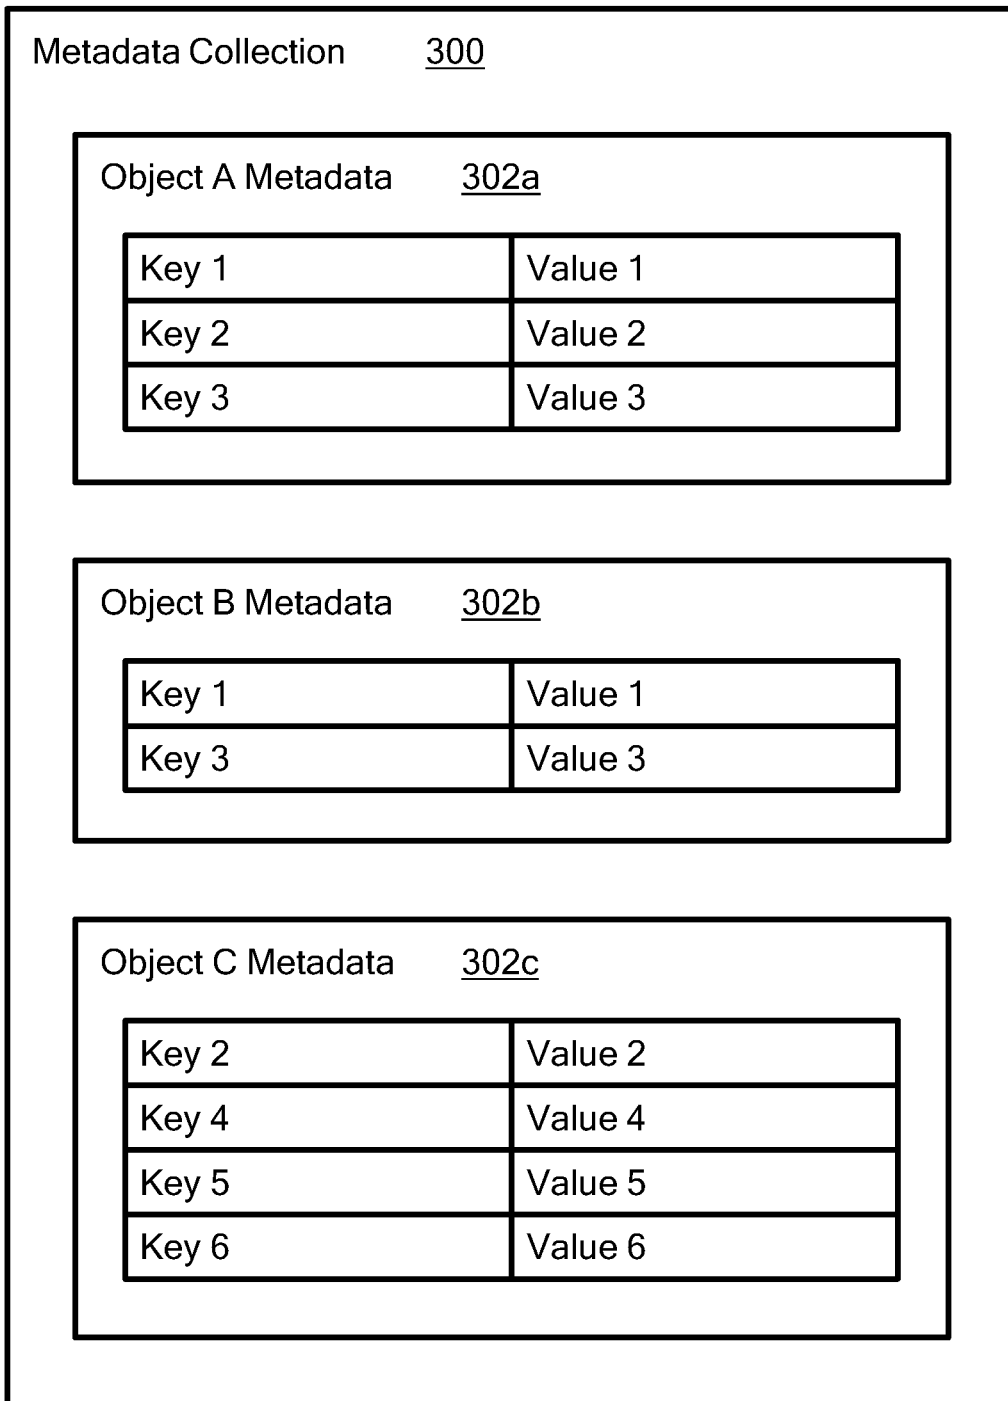 Metadata Collection 300
Object A Metadata 302a
Key 1 Value 1
Key 2 Value 2
Key 3 Value 3
Object B Metadata 302b
Key 1 Value 1
Key 3 Value 3
Object C Metadata 302c
Key 2 Value 2
Key 4 Value 4
Key 5 Value 5
Key 6 Value 6